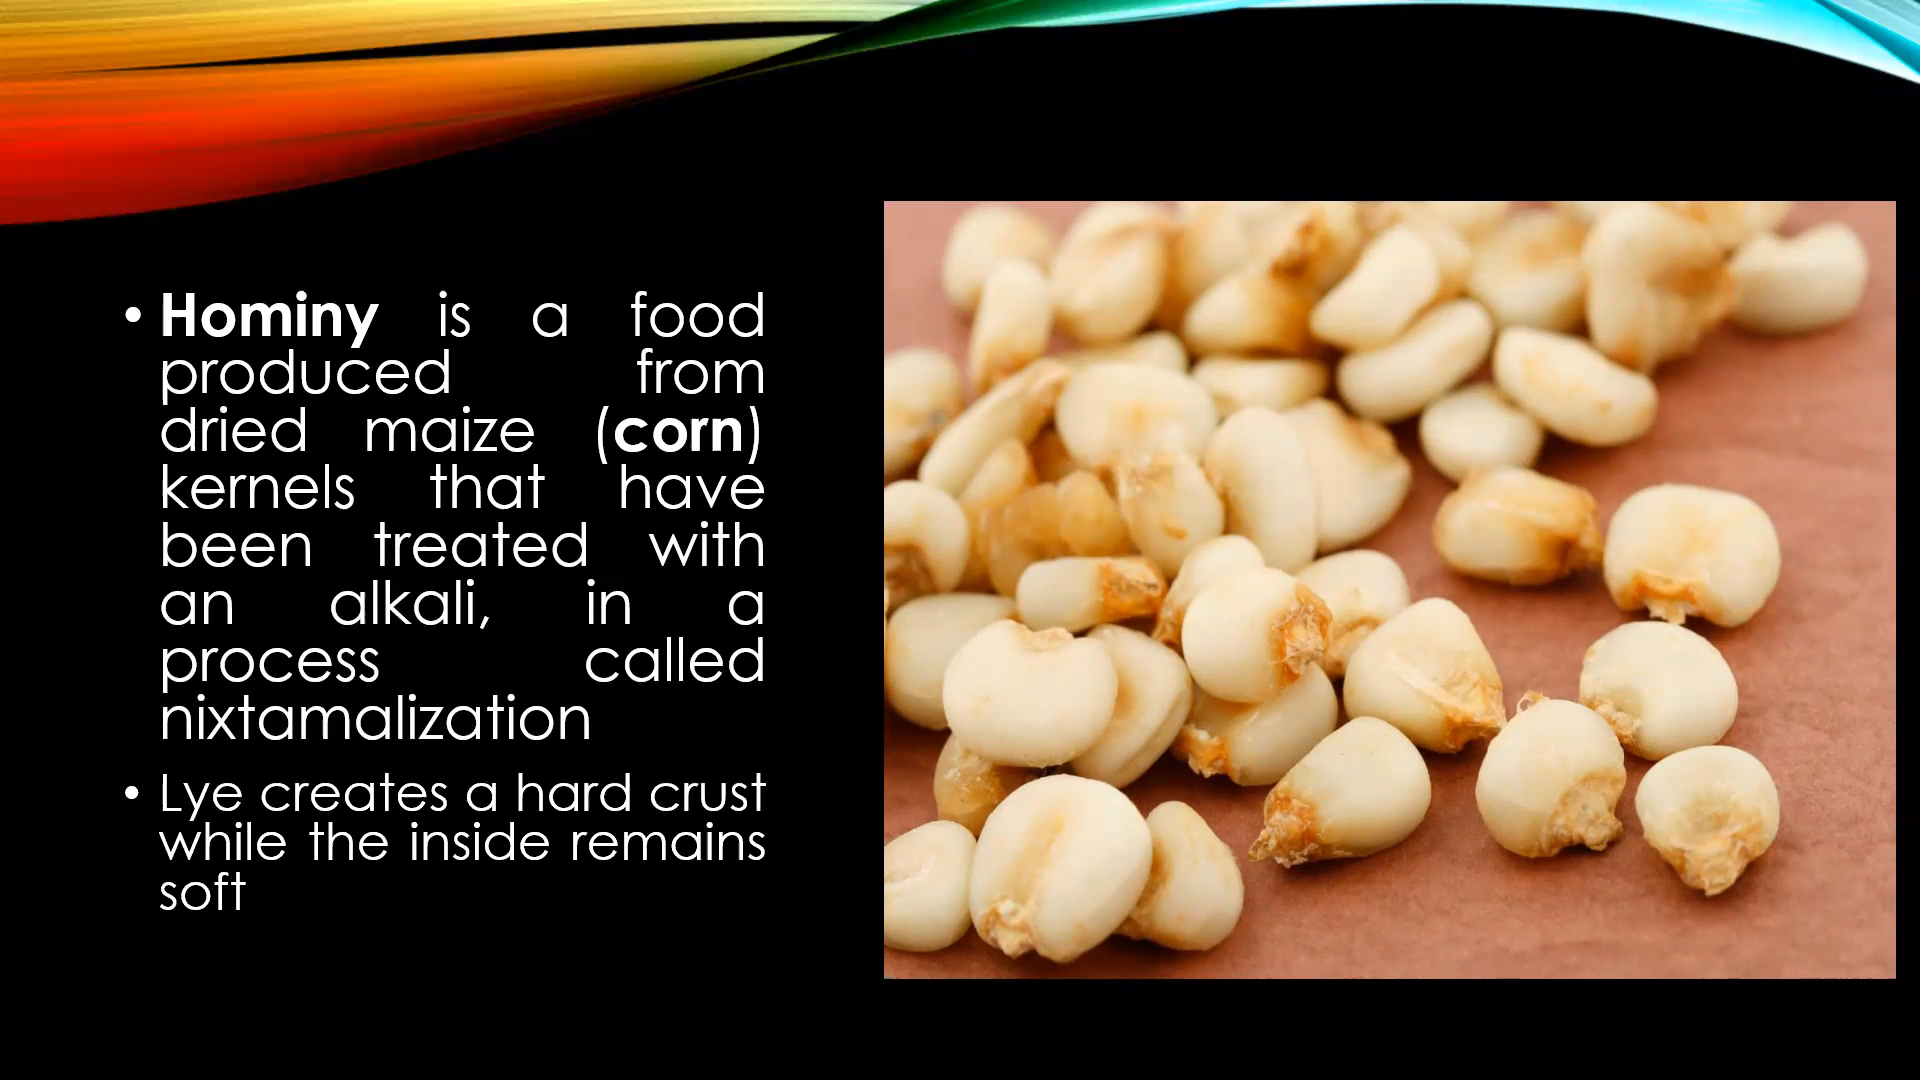 • Hominy is a food
produced from
dried maize (corn)
kernels that have
been treated with
an alkali, in a
process called
nixtamalization
• Lye creates a hard crust
while the inside remains
soft